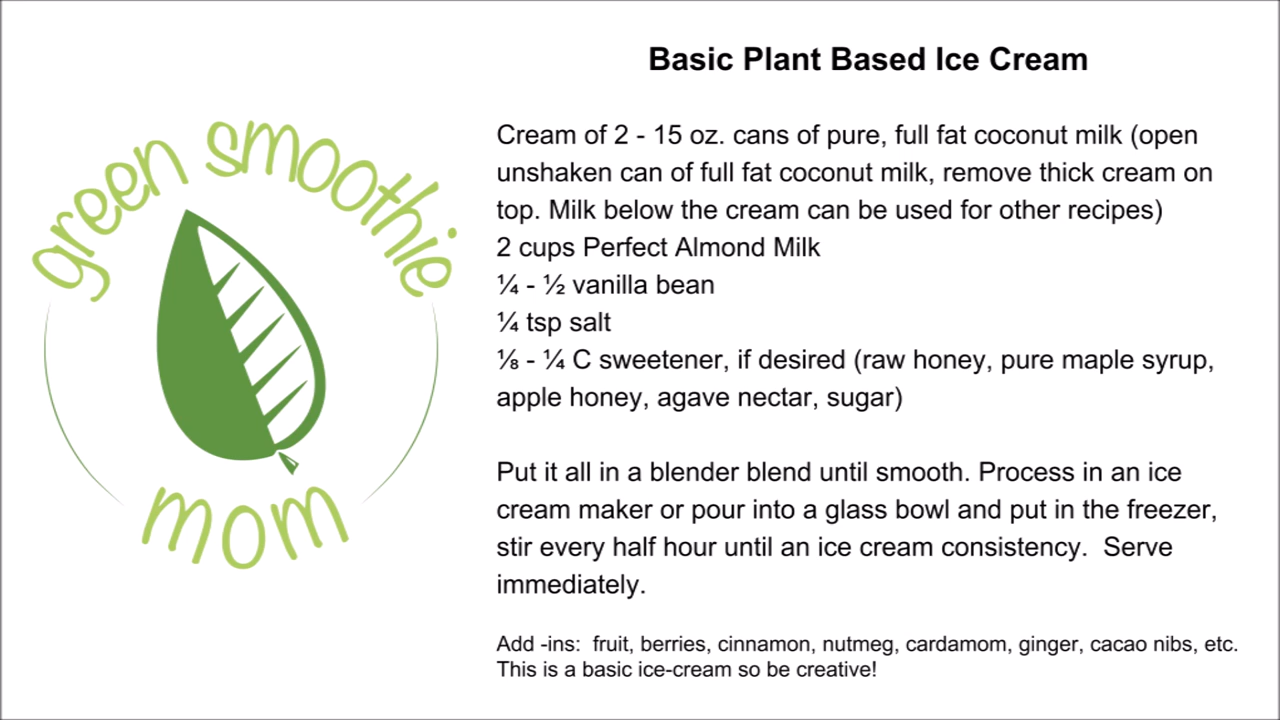 green smoothie
mom
Basic Plant Based Ice Cream
Cream of 2 - 15 oz. cans of pure, full fat coconut milk (open
unshaken can of full fat coconut milk, remove thick cream on
top. Milk below the cream can be used for other recipes)
2 cups Perfect Almond Milk
¼ - ½ vanilla bean
¼ tsp salt
⅛ - ¼ C sweetener, if desired (raw honey, pure maple syrup,
apple honey, agave nectar, sugar)
Put it all in a blender blend until smooth. Process in an ice
cream maker or pour into a glass bowl and put in the freezer,
stir every half hour until an ice cream consistency.  Serve
immediately.
Add -ins:  fruit, berries, cinnamon, nutmeg, cardamom, ginger, cacao nibs, etc.
This is a basic ice-cream so be creative!